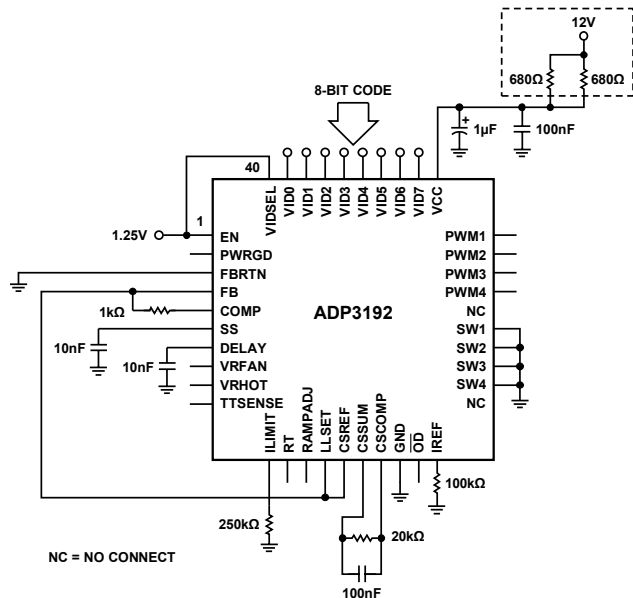 12V
680Ω 680Ω
8-BIT CODE
+
1µF
100nF
40
VIDSEL
VID0
VID1
VID2
VID3
VID4
VID5
VID6
VID7
VCC
1.25V
1
EN
PWRGD
FBRTN
FB
COMP
SS
DELAY
VRFAN
VRHOT
TTSENSE
1kΩ
10nF
10nF
ADP3192
PWM1
PWM2
PWM3
PWM4
NC
SW1
SW2
SW3
SW4
NC
ILIMIT
RT
RAMPADJ
LLSET
CSREF
CSSUM
CSCOMP
GND
OD
IREF
100kΩ
250kΩ
20kΩ
100nF
NC = NO CONNECT